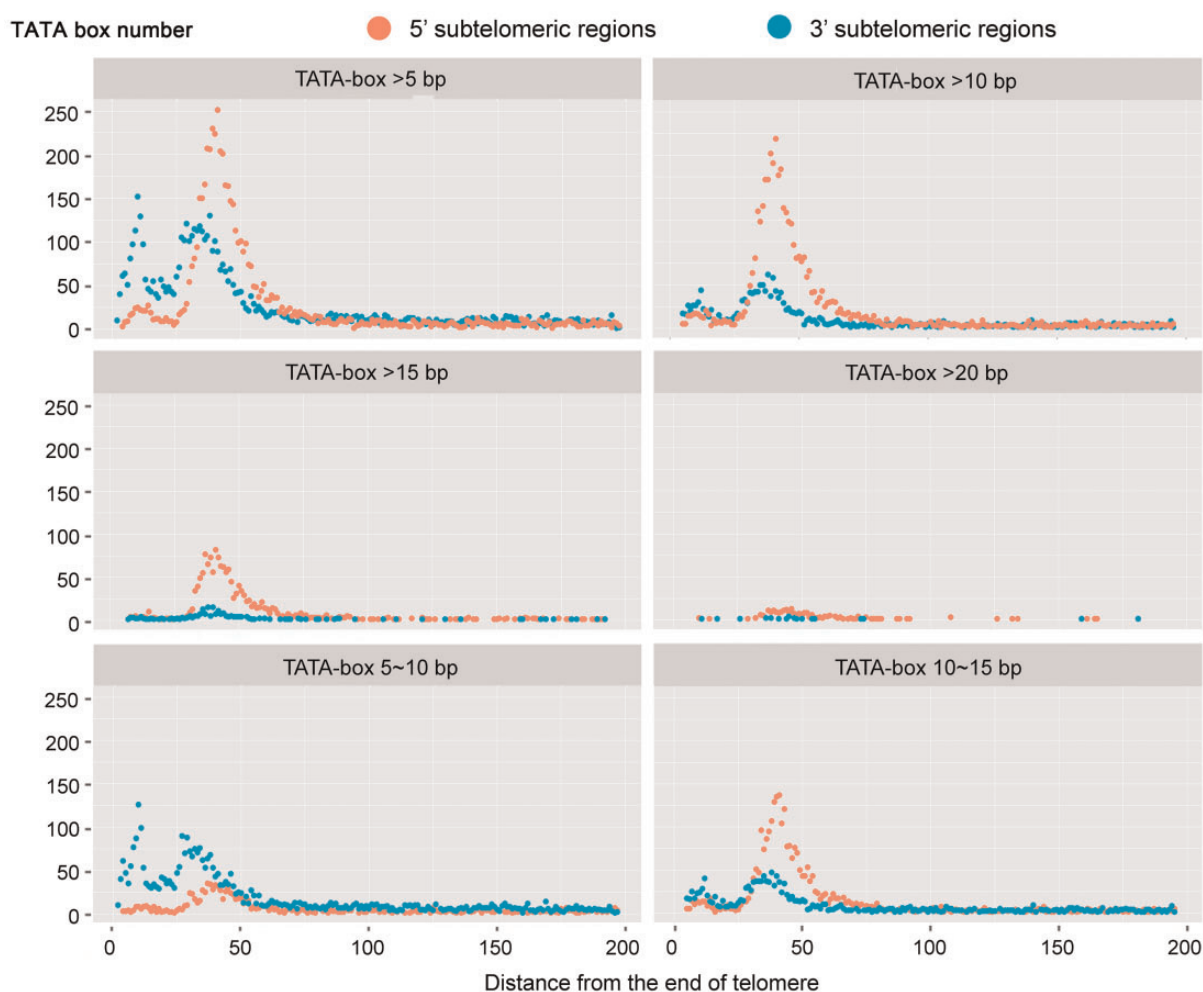 TATA box number
5’ subtelomeric regions
3’ subtelomeric regions
TATA-box >5 bp
TATA-box >10 bp
250
200
150
100
50
0
TATA-box >15 bp
TATA-box >20 bp
250
200
150
100
50
0
TATA-box 5~10 bp
TATA-box 10~15 bp
250
200
150
100
50
0
0 50 100 150 200
0 50 100 150 200
Distance from the end of telomere